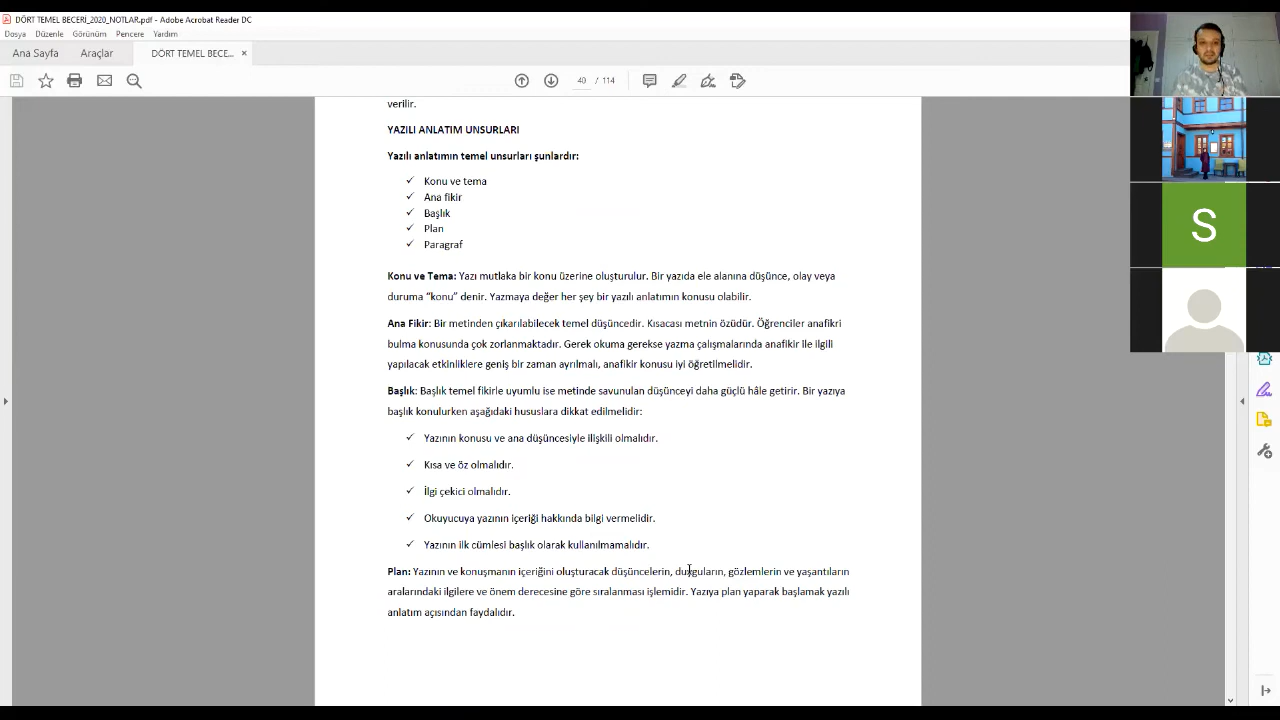 DÖRT TEMEL BECERİ_2020_NOTLAR.pdf - Adobe Acrobat Reader DC
Dosya Düzenle Görünüm Pencere Yardım
Ana Sayfa Araçlar DÖRT TEMEL BECE... ×
40 / 114
verilir.
YAZILI ANLATIM UNSURLARI
Yazılı anlatımın temel unsurları şunlardır:
✓ Konu ve tema
✓ Ana fikir
✓ Başlık
✓ Plan
✓ Paragraf
Konu ve Tema: Yazı mutlaka bir konu üzerine oluşturulur. Bir yazıda ele alanına düşünce, olay veya
duruma “konu” denir. Yazmaya değer her şey bir yazılı anlatımın konusu olabilir.
Ana Fikir: Bir metinden çıkarılabilecek temel düşüncedir. Kısacası metnin özüdür. Öğrenciler anafikri
bulma konusunda çok zorlanmaktadır. Gerek okuma gerekse yazma çalışmalarında anafikir ile ilgili
yapılacak etkinliklere geniş bir zaman ayrılmalı, anafikir konusu iyi öğretilmelidir.
Başlık: Başlık temel fikirle uyumlu ise metinde savunulan düşünceyi daha güçlü hâle getirir. Bir yazıya
başlık konulurken aşağıdaki hususlara dikkat edilmelidir:
✓ Yazının konusu ve ana düşüncesiyle ilişkili olmalıdır.
✓ Kısa ve öz olmalıdır.
✓ İlgi çekici olmalıdır.
✓ Okuyucuya yazının içeriği hakkında bilgi vermelidir.
✓ Yazının ilk cümlesi başlık olarak kullanılmamalıdır.
Plan: Yazının ve konuşmanın içeriğini oluşturacak düşüncelerin, duyguların, gözlemlerin ve yaşantıların
aralarındaki ilgilere ve önem derecesine göre sıralanması işlemidir. Yazıya plan yaparak başlamak yazılı
anlatım açısından faydalıdır.
S